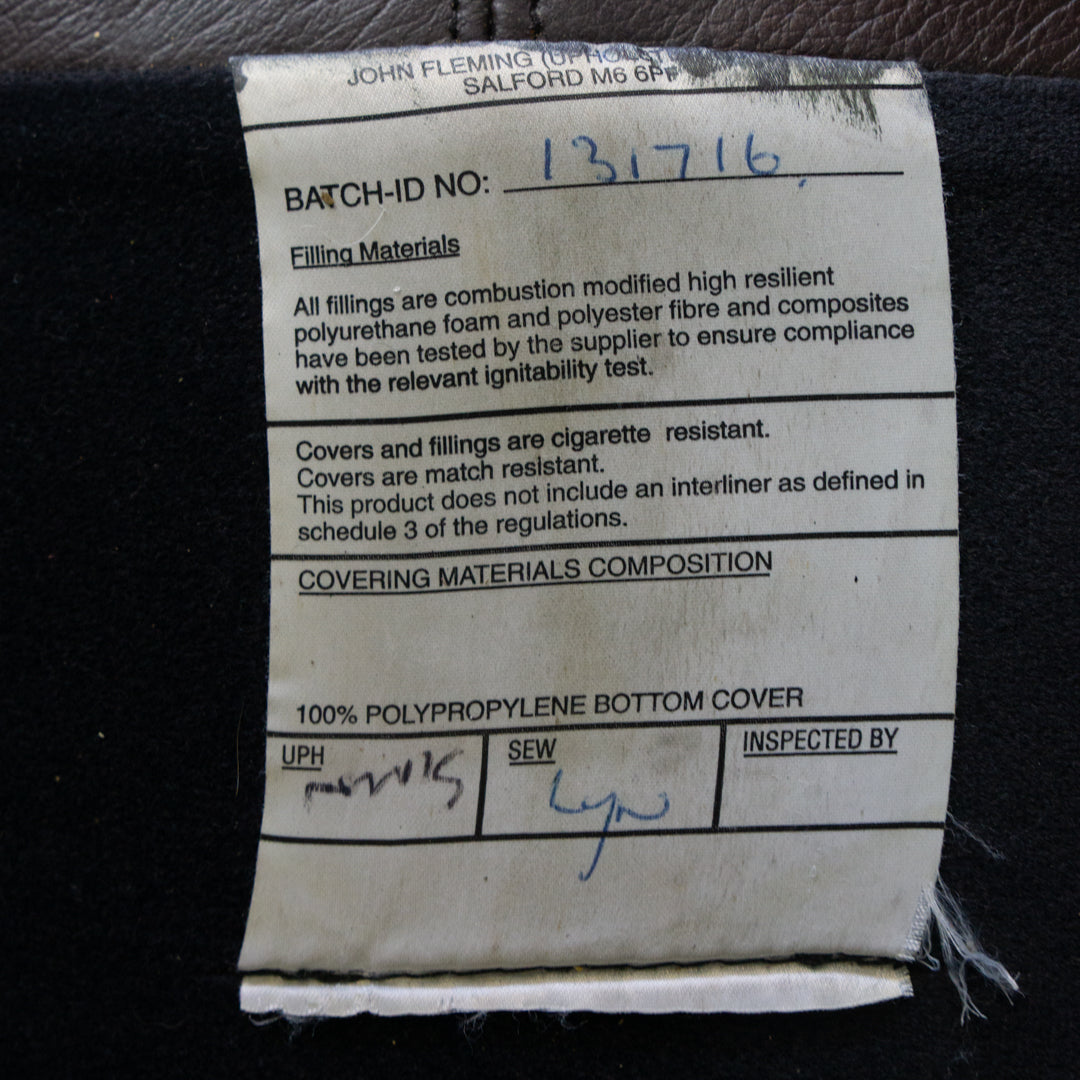 JOHN FLEMING
SALFORD M6 6P
BATCH-ID NO: 131716
Filling Materials
All fillings are combustion modified high resilient
polyurethane foam and polyester fibre and composites
have been tested by the supplier to ensure compliance
with the relevant ignitability test.
Covers and fillings are cigarette resistant.
Covers are match resistant.
This product does not include an interliner as defined in
schedule 3 of the regulations.
COVERING MATERIALS COMPOSITION
100% POLYPROPYLENE BOTTOM COVER
UPH
SEW
Lyn
INSPECTED BY